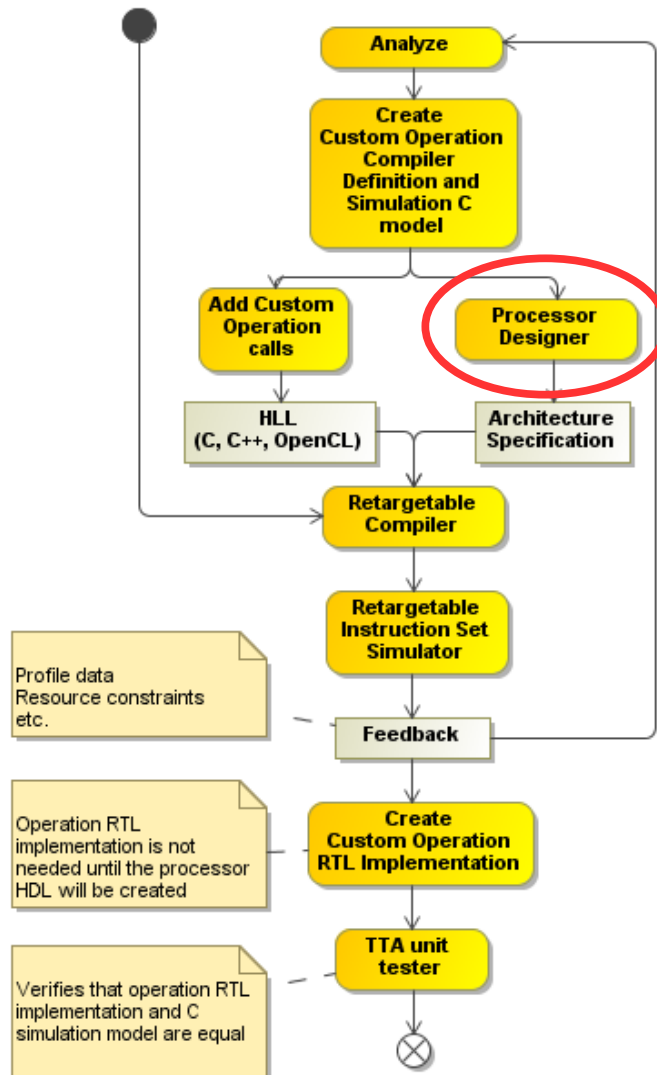 Analyze
Create
Custom Operation
Compiler
Definition and
Simulation C
model
Add Custom
Operation
calls
Processor
Designer
HLL
(C, C++, OpenCL)
Architecture
Specification
Retargetable
Compiler
Retargetable
Instruction Set
Simulator
Profile data
Resource constraints
etc.
Feedback
Operation RTL
implementation is not
needed until the processor
HDL will be created
Create
Custom Operation
RTL Implementation
TTA unit
tester
Verifies that operation RTL
implementation and C
simulation model are equal